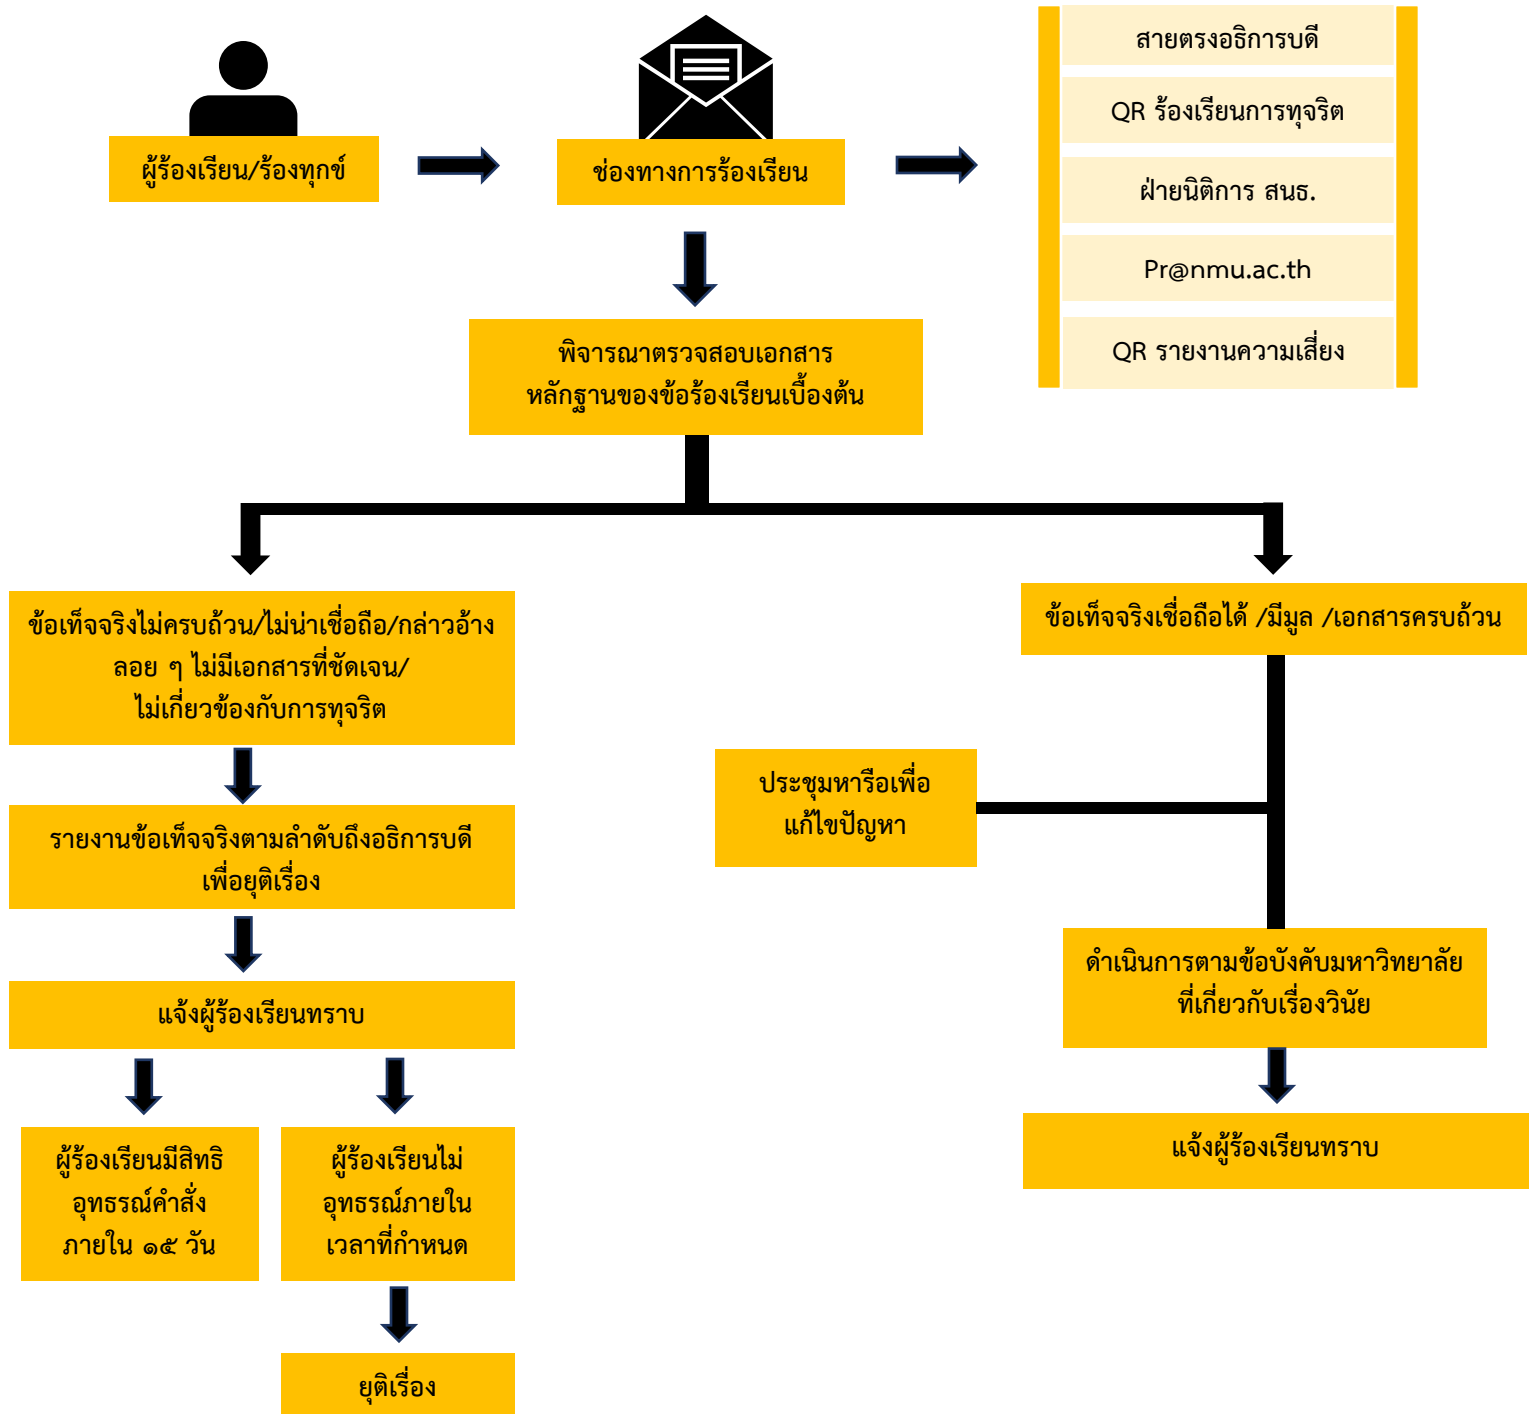 ผู้ร้องเรียน/ร้องทุกข์
ช่องทางการร้องเรียน
สายตรงอธิการบดี
QR ร้องเรียนการทุจริต
ฝ่ายนิติการ สนธ.
Pr@nmu.ac.th
QR รายงานความเสี่ยง
พิจารณาตรวจสอบเอกสาร
หลักฐานของข้อร้องเรียนเบื้องต้น
ข้อเท็จจริงไม่ครบถ้วน/ไม่น่าเชื่อถือ/กล่าวอ้าง
ลอย ๆ ไม่มีเอกสารที่ชัดเจน/
ไม่เกี่ยวข้องกับการทุจริต
รายงานข้อเท็จจริงตามลำดับถึงอธิการบดี
เพื่อยุติเรื่อง
แจ้งผู้ร้องเรียนทราบ
ผู้ร้องเรียนมีสิทธิ
อุทธรณ์คำสั่ง
ภายใน ๑๕ วัน
ผู้ร้องเรียนไม่
อุทธรณ์ภายใน
เวลาที่กำหนด
ยุติเรื่อง
ข้อเท็จจริงเชื่อถือได้ /มีมูล /เอกสารครบถ้วน
ประชุมหารือเพื่อ
แก้ไขปัญหา
ดำเนินการตามข้อบังคับมหาวิทยาลัย
ที่เกี่ยวกับเรื่องวินัย
แจ้งผู้ร้องเรียนทราบ